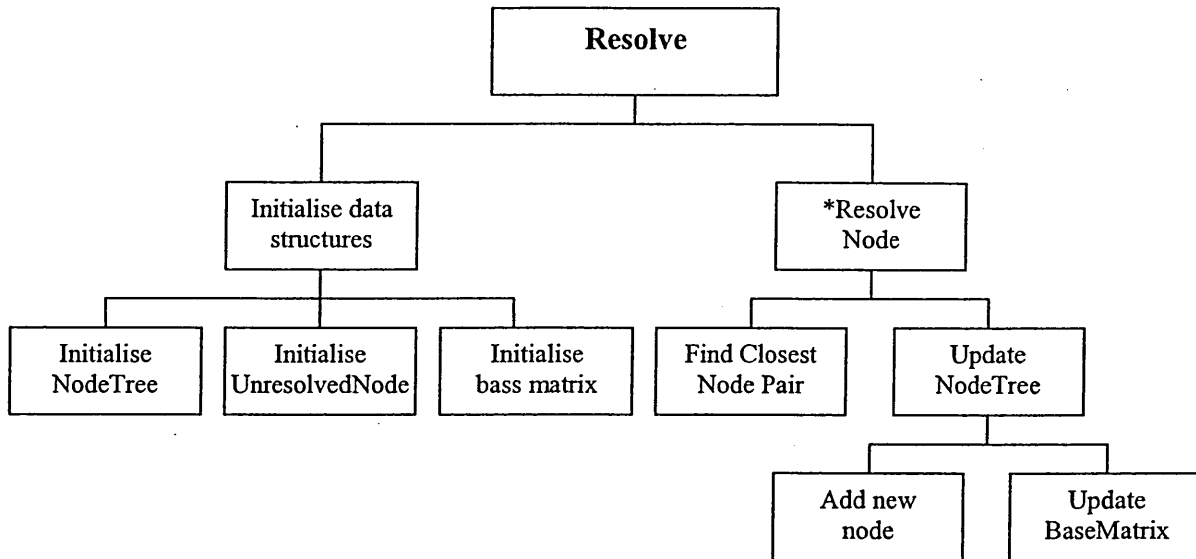 Resolve
Initialise data
structures
*Resolve
Node
Initialise
NodeTree
Initialise
UnresolvedNode
Initialise
bass matrix
Find Closest
Node Pair
Update
NodeTree
Add new
node
Update
BaseMatrix